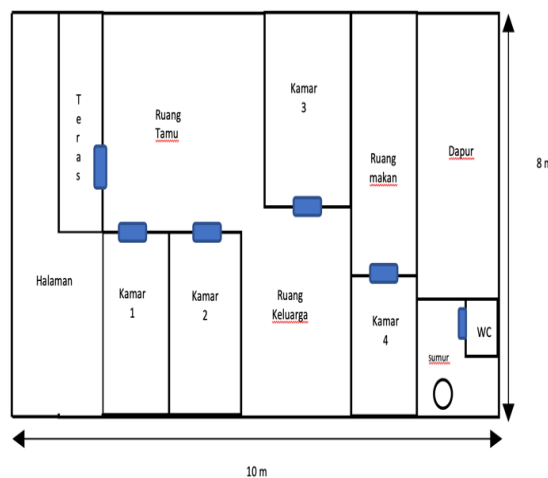 T
e
r
a
s
Ruang
Tamu
Kamar
3
Ruang
makan
Dapur
8 m
Halaman
Kamar
1
Kamar
2
Ruang
Keluarga
Kamar
4
WC
sumur
10 m